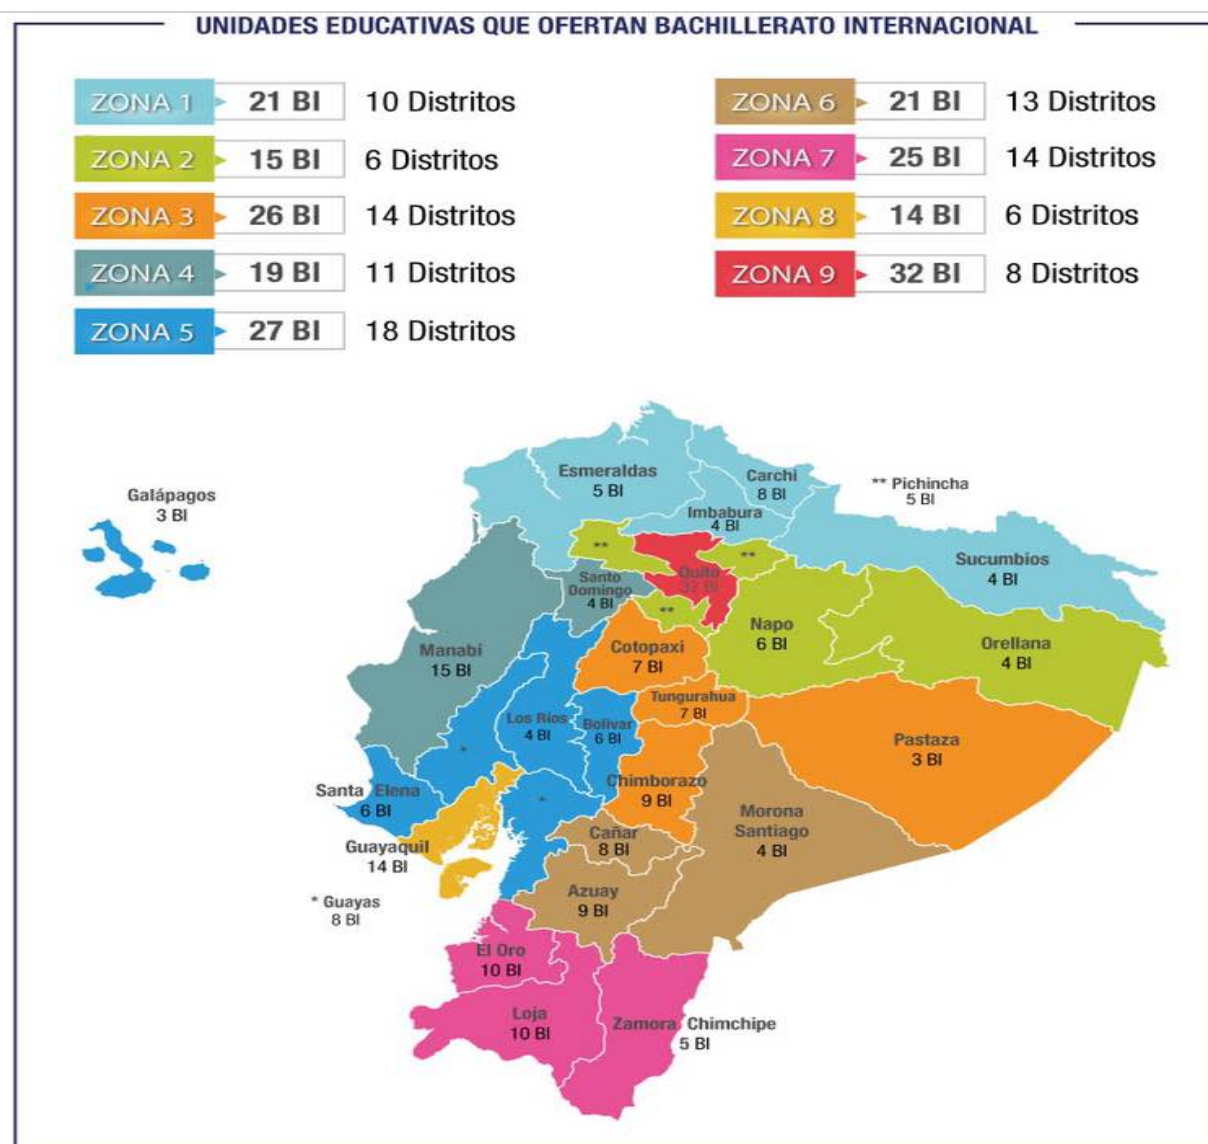 UNIDADES EDUCATIVAS QUE OFERTAN BACHILLERATO INTERNACIONAL
ZONA 1 21 BI 10 Distritos
ZONA 2 15 BI 6 Distritos
ZONA 3 26 BI 14 Distritos
ZONA 4 19 BI 11 Distritos
ZONA 5 27 BI 18 Distritos
ZONA 6 21 BI 13 Distritos
ZONA 7 25 BI 14 Distritos
ZONA 8 14 BI 6 Distritos
ZONA 9 32 BI 8 Distritos
Galápagos
3 BI
Esmeraldas
5 BI
Carchi
8 BI
** Pichincha
5 BI
Imbabura
4 BI
Sucumbios
4 BI
**
**
Quito
32 BI
Santo
Domingo
4 BI
**
Napo
6 BI
Orellana
4 BI
Manabí
15 BI
Cotopaxi
7 BI
Tungurahua
7 BI
Los Ríos
4 BI
Bolívar
6 BI
*
Pastaza
3 BI
Santa Elena
6 BI
*
Chimborazo
9 BI
Morona
Santiago
4 BI
Guayaquil
14 BI
Cañar
8 BI
* Guayas
8 BI
Azuay
9 BI
El Oro
10 BI
Loja
10 BI
Zamora Chimchipe
5 BI